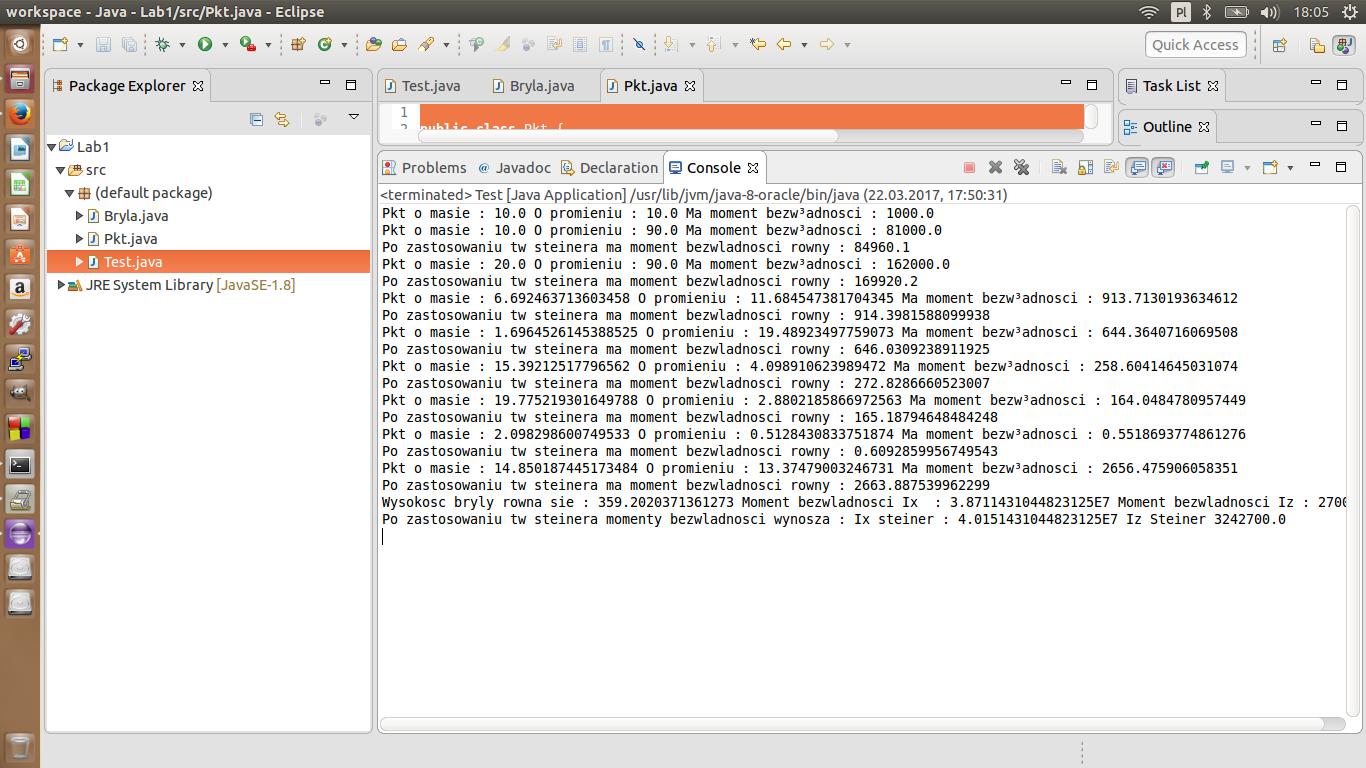 workspace - Java - Lab1/src/Pkt.java - Eclipse
Pl
18:05
Quick Access
Package Explorer
Lab1
src
(default package)
Bryla.java
Pkt.java
Test.java
JRE System Library [JavaSE-1.8]
Test.java Bryla.java Pkt.java
1
2 public class Pkt {
Task List
Outline
Problems @ Javadoc Declaration Console
<terminated> Test [Java Application] /usr/lib/jvm/java-8-oracle/bin/java (22.03.2017, 17:50:31)
Pkt o masie : 10.0 O promieniu : 10.0 Ma moment bezw³adnosci : 1000.0
Pkt o masie : 10.0 O promieniu : 90.0 Ma moment bezw³adnosci : 81000.0
Po zastosowaniu tw steinera ma moment bezwladnosci rowny : 84960.1
Pkt o masie : 20.0 O promieniu : 90.0 Ma moment bezw³adnosci : 162000.0
Po zastosowaniu tw steinera ma moment bezwladnosci rowny : 169920.2
Pkt o masie : 6.692463713603458 O promieniu : 11.684547381704345 Ma moment bezw³adnosci : 913.7130193634612
Po zastosowaniu tw steinera ma moment bezwladnosci rowny : 914.3981588099938
Pkt o masie : 1.6964526145388525 O promieniu : 19.48923497759073 Ma moment bezw³adnosci : 644.3640716069508
Po zastosowaniu tw steinera ma moment bezwladnosci rowny : 646.0309238911925
Pkt o masie : 15.39212517796562 O promieniu : 4.098910623989472 Ma moment bezw³adnosci : 258.60414645031074
Po zastosowaniu tw steinera ma moment bezwladnosci rowny : 272.8286660523007
Pkt o masie : 19.775219301649788 O promieniu : 2.8802185866972563 Ma moment bezw³adnosci : 164.0484780957449
Po zastosowaniu tw steinera ma moment bezwladnosci rowny : 165.18794648484248
Pkt o masie : 2.098298600749533 O promieniu : 0.5128430833751874 Ma moment bezw³adnosci : 0.5518693774861276
Po zastosowaniu tw steinera ma moment bezwladnosci rowny : 0.6092859956749543
Pkt o masie : 14.850187445173484 O promieniu : 13.37479003246731 Ma moment bezw³adnosci : 2656.475906058351
Po zastosowaniu tw steinera ma moment bezwladnosci rowny : 2663.887539962299
Wysokosc bryly rowna sie : 359.2020371361273 Moment bezwladnosci Ix  : 3.8711431044823125E7 Moment bezwladnosci Iz : 2700
Po zastosowaniu tw steinera momenty bezwladnosci wynosza : Ix steiner : 4.0151431044823125E7 Iz Steiner 3242700.0